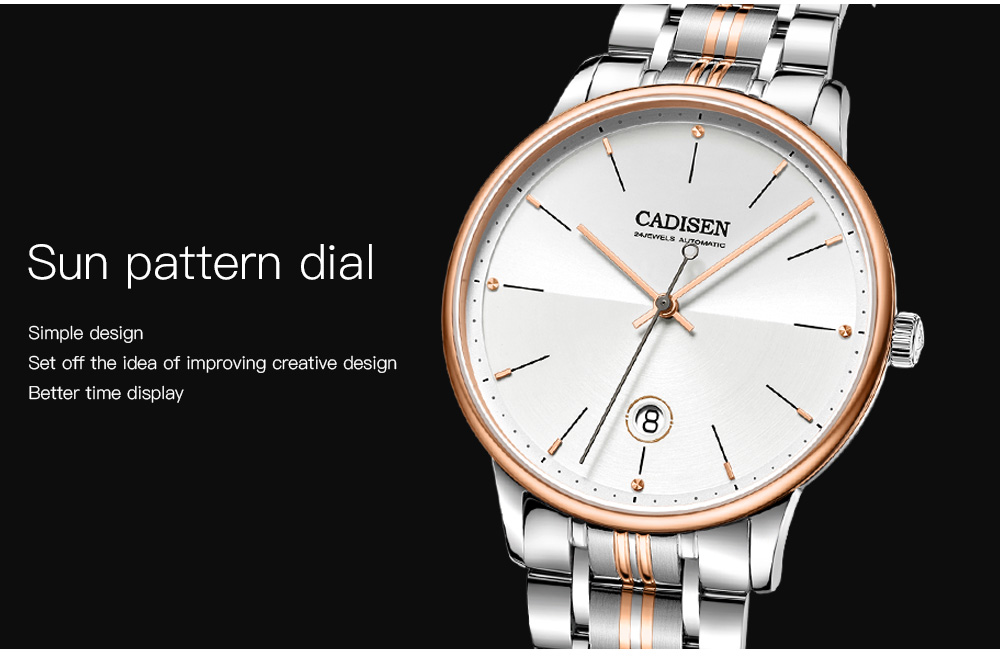 Sun pattern dial
Simple design
Set off the idea of improving creative design
Better time display
CADISEN
24JEWELS AUTOMATIC
8